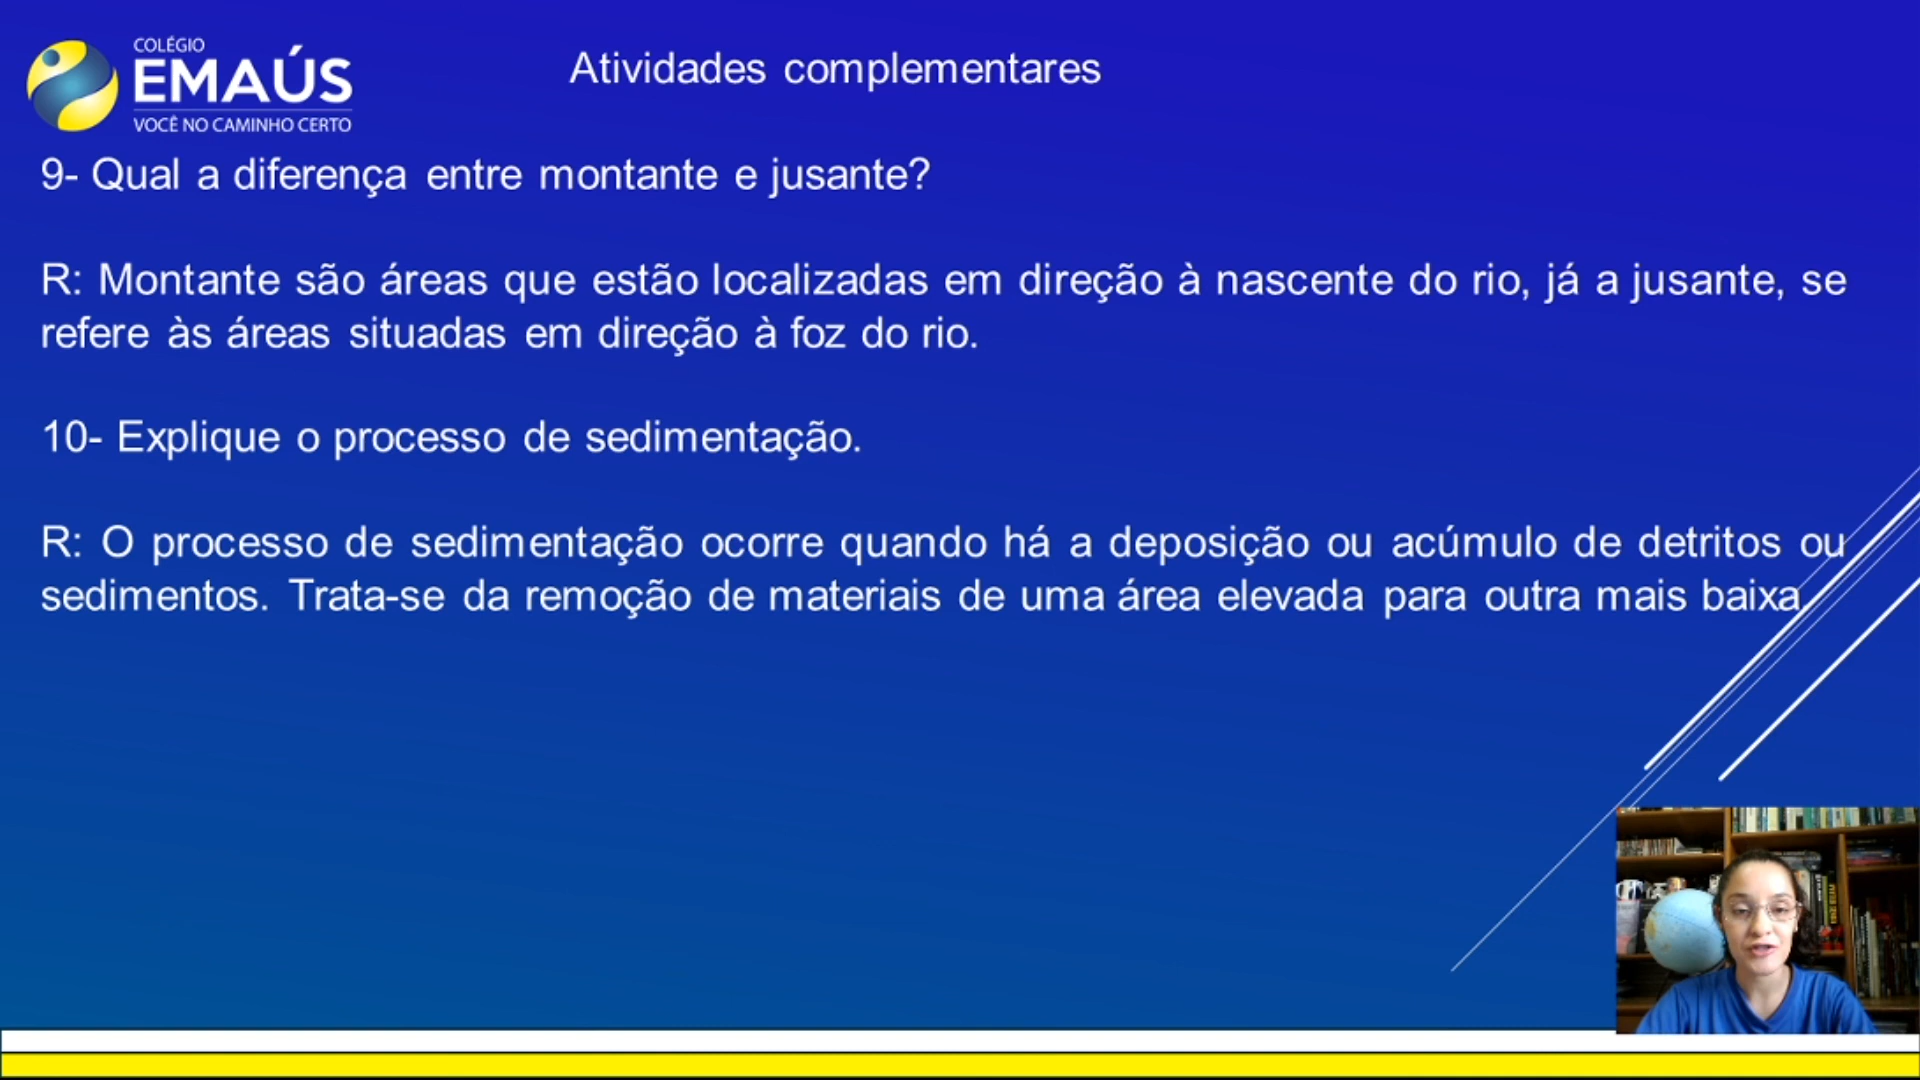 COLÉGIO
EMAÚS
VOCÊ NO CAMINHO CERTO
Atividades complementares
9- Qual a diferença entre montante e jusante?
R: Montante são áreas que estão localizadas em direção à nascente do rio, já a jusante, se
refere às áreas situadas em direção à foz do rio.
10- Explique o processo de sedimentação.
R: O processo de sedimentação ocorre quando há a deposição ou acúmulo de detritos ou
sedimentos. Trata-se da remoção de materiais de uma área elevada para outra mais baixa.